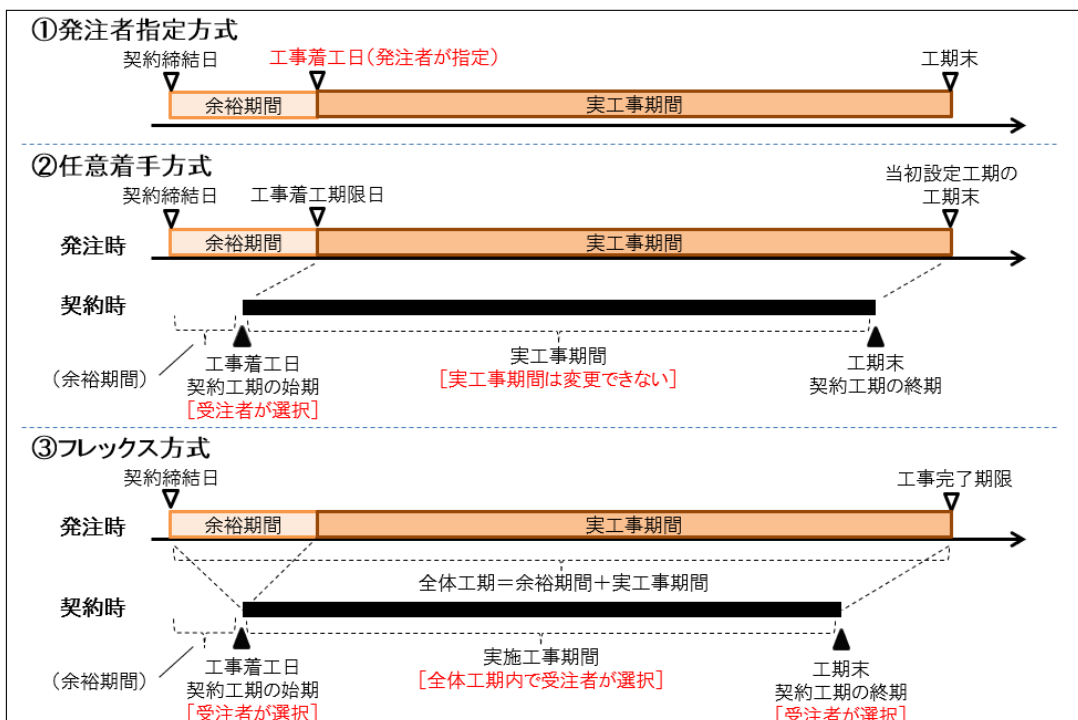 ①発注者指定方式
契約締結日
工事着工日(発注者が指定)
工期末
余裕期間
実工事期間
②任意着手方式
契約締結日
工事着工期限日
当初設定工期の
工期末
発注時
余裕期間
実工事期間
契約時
(余裕期間)
工事着工日
契約工期の始期
[受注者が選択]
実工事期間
[実工事期間は変更できない]
工期末
契約工期の終期
③フレックス方式
契約締結日
工事完了期限
発注時
余裕期間
実工事期間
全体工期=余裕期間+実工事期間
契約時
(余裕期間)
工事着工日
契約工期の始期
[受注者が選択]
実施工事期間
[全体工期内で受注者が選択]
工期末
契約工期の終期
[受注者が選択]